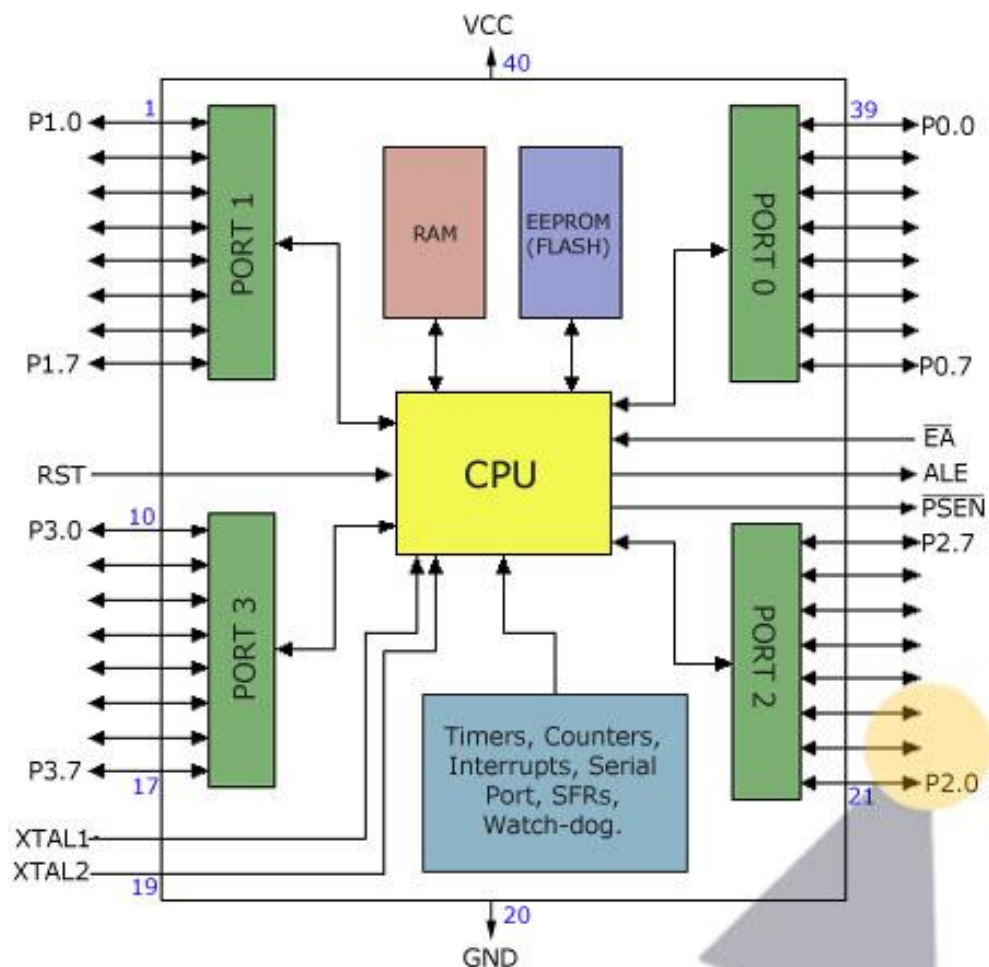 VCC
40
1
39
P1.0
P0.0
PORT 1
RAM
EEPROM
(FLASH)
PORT 0
P1.7
P0.7
CPU
E̅A̅
RST
ALE
P̅S̅E̅N̅
10
P3.0
P2.7
PORT 3
PORT 2
Timers, Counters,
Interrupts, Serial
Port, SFRs,
Watch-dog.
P3.7
17
P2.0
21
XTAL1
XTAL2
19
20
GND